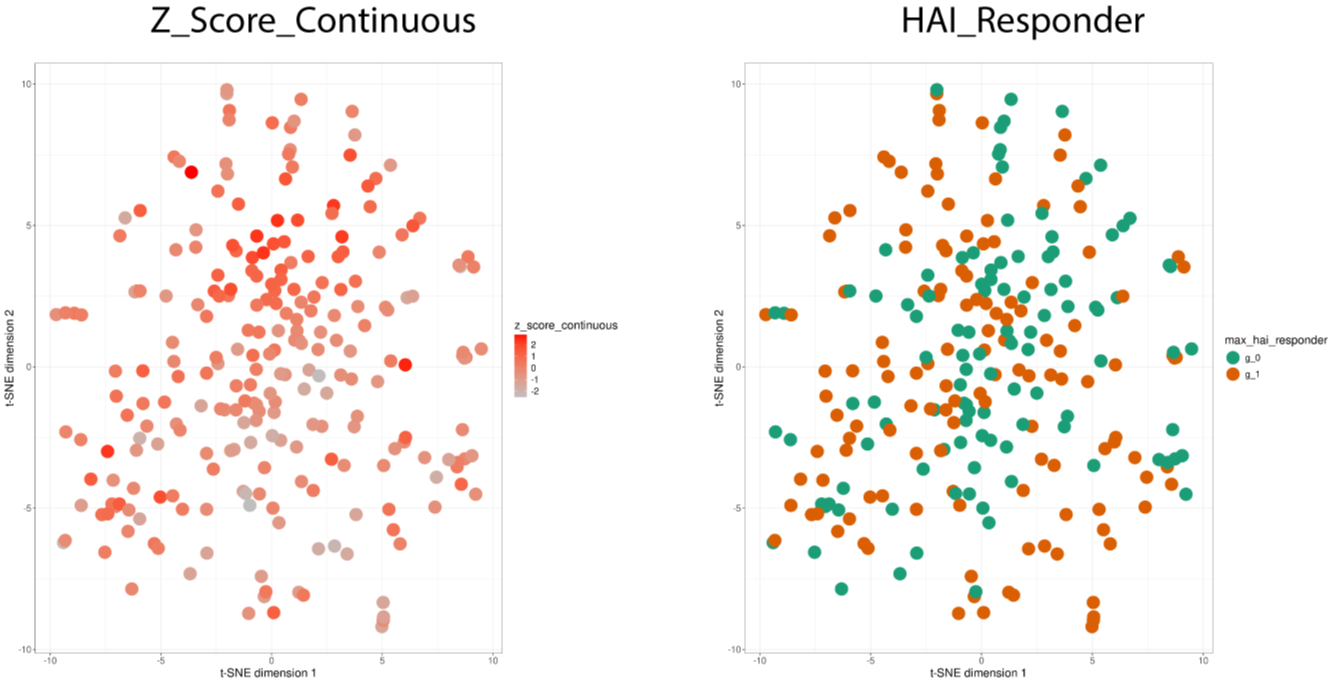 Z_Score_Continuous
HAI_Responder
10
5
0
-5
-10
-10
-5
0
5
10
t-SNE dimension 1
t-SNE dimension 2
z_score_continuous
2
1
0
-1
-2
10
5
0
-5
-10
-10
-5
0
5
10
t-SNE dimension 1
t-SNE dimension 2
max_hai_responder
g_0
g_1